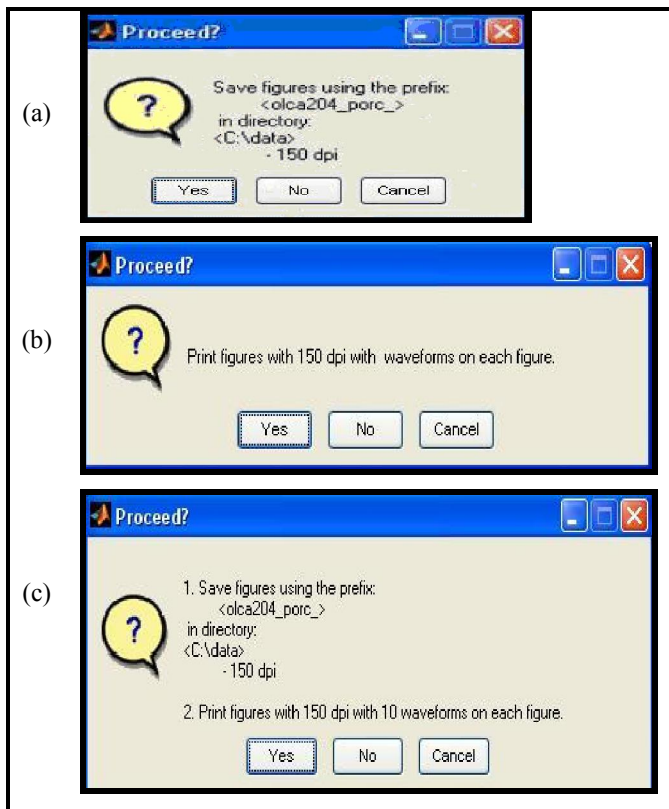 (a)
Proceed?
?
Save figures using the prefix:
<olca204_porc_>
in directory:
<C:\data>
- 150 dpi
Yes No Cancel
(b)
Proceed?
?
Print figures with 150 dpi with waveforms on each figure.
Yes No Cancel
(c)
Proceed?
?
1. Save figures using the prefix:
<olca204_porc_>
in directory:
<C:\data>
- 150 dpi
2. Print figures with 150 dpi with 10 waveforms on each figure.
Yes No Cancel